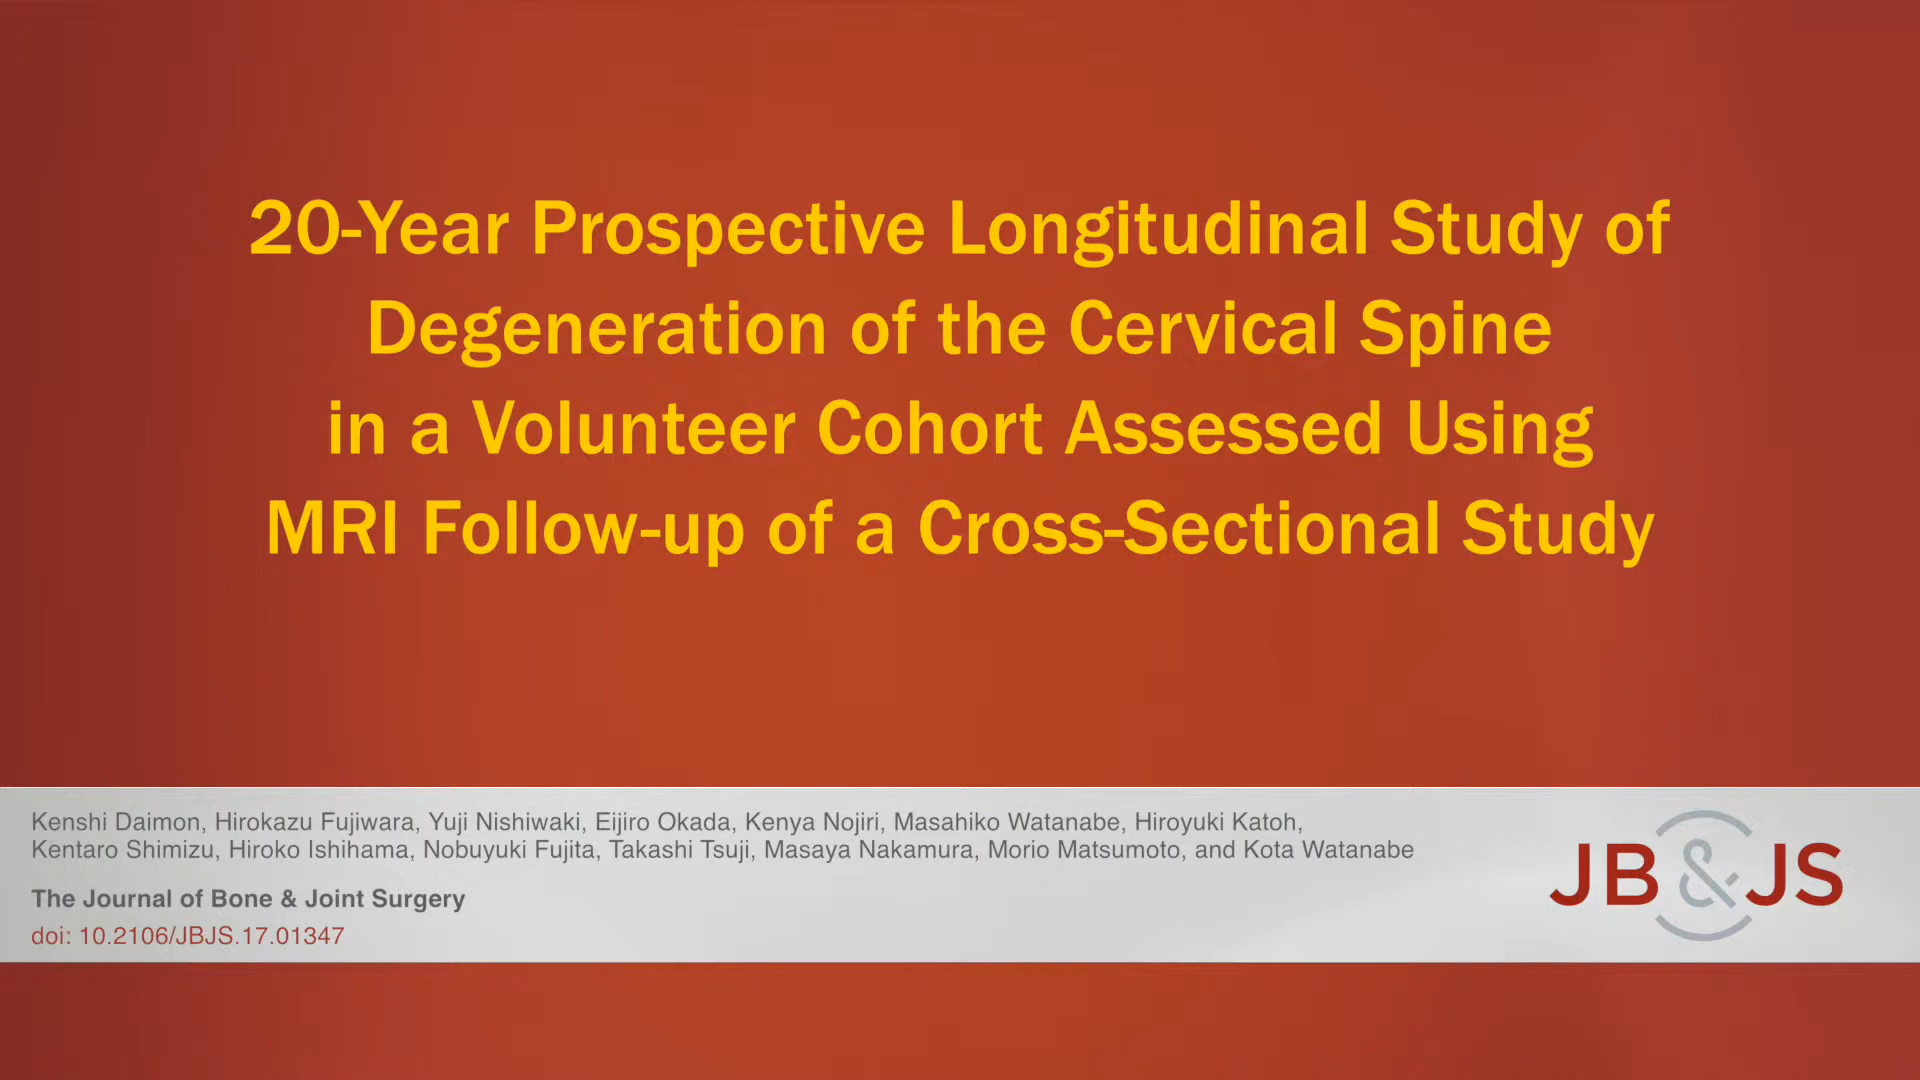 20-Year Prospective Longitudinal Study of
Degeneration of the Cervical Spine
in a Volunteer Cohort Assessed Using
MRI Follow-up of a Cross-Sectional Study
Kenshi Daimon, Hirokazu Fujiwara, Yuji Nishiwaki, Eijiro Okada, Kenya Nojiri, Masahiko Watanabe, Hiroyuki Katoh,
Kentaro Shimizu, Hiroko Ishihama, Nobuyuki Fujita, Takashi Tsuji, Masaya Nakamura, Morio Matsumoto, and Kota Watanabe
The Journal of Bone & Joint Surgery
doi: 10.2106/JBJS.17.01347
JB&JS